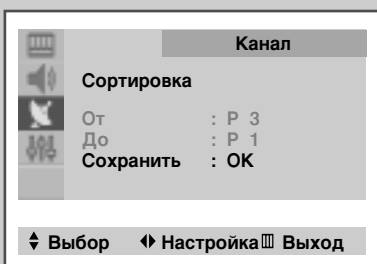 Канал
Сортировка
От : P 3
До : P 1
Сохранить : OK
Выбор Настройка Выход